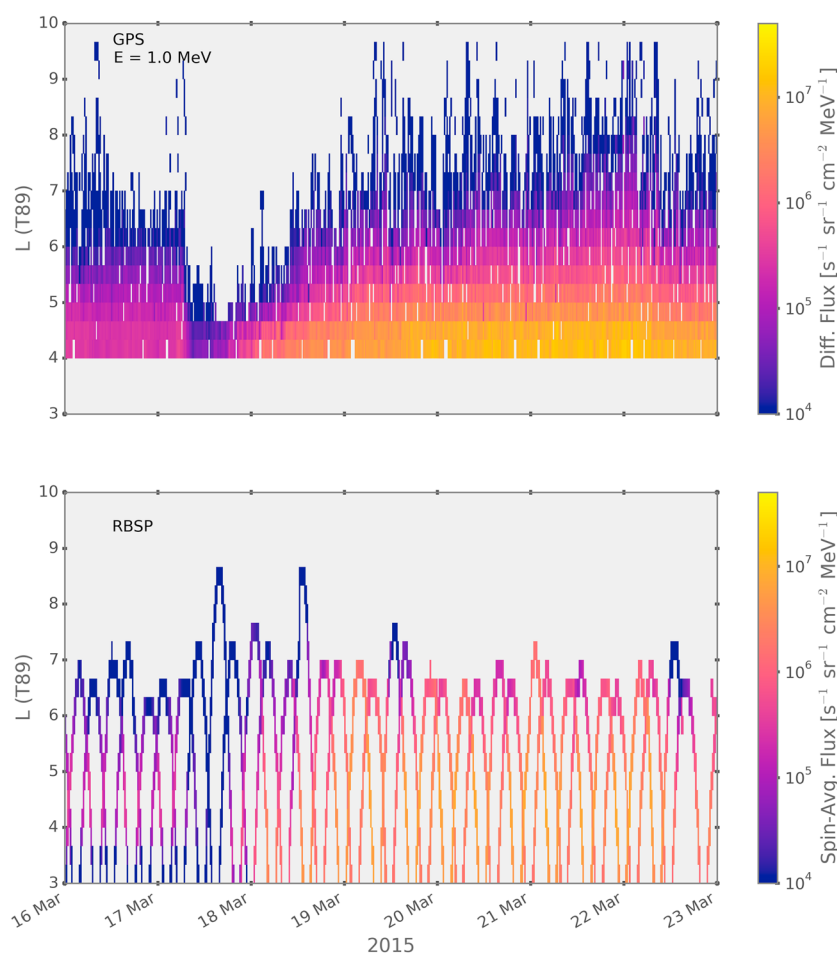 10
9
8
7
6
5
4
3
L (T89)
GPS
E = 1.0 MeV
10⁷
10⁶
10⁵
10⁴
Diff. Flux [s⁻¹ sr⁻¹ cm⁻² MeV⁻¹]
10
9
8
7
6
5
4
3
L (T89)
RBSP
10⁷
10⁶
10⁵
10⁴
Spin-Avg. Flux [s⁻¹ sr⁻¹ cm⁻² MeV⁻¹]
16 Mar
17 Mar
18 Mar
19 Mar
20 Mar
21 Mar
22 Mar
23 Mar
2015